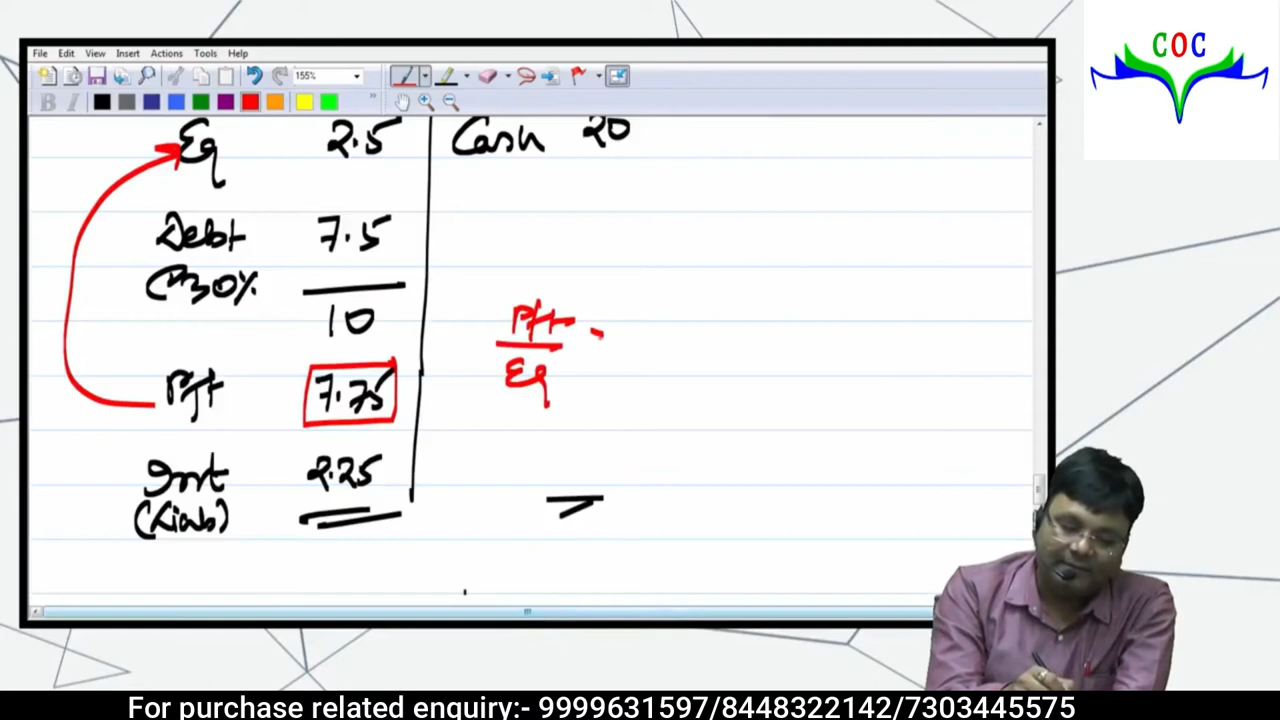 COC
File Edit View Insert Actions Tools Help
155%
B I
Eq 2.5 Cash 20
Debt 7.5
@30%
10
Pft
Eq
Pft 7.75
Int 2.25
(Liab)
For purchase related enquiry:- 9999631597/8448322142/7303445575